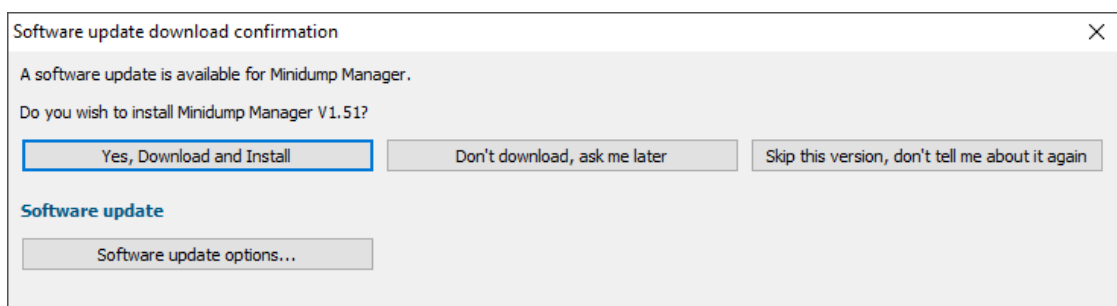 Software update download confirmation
A software update is available for Minidump Manager.
Do you wish to install Minidump Manager V1.51?
Yes, Download and Install
Don't download, ask me later
Skip this version, don't tell me about it again
Software update
Software update options...